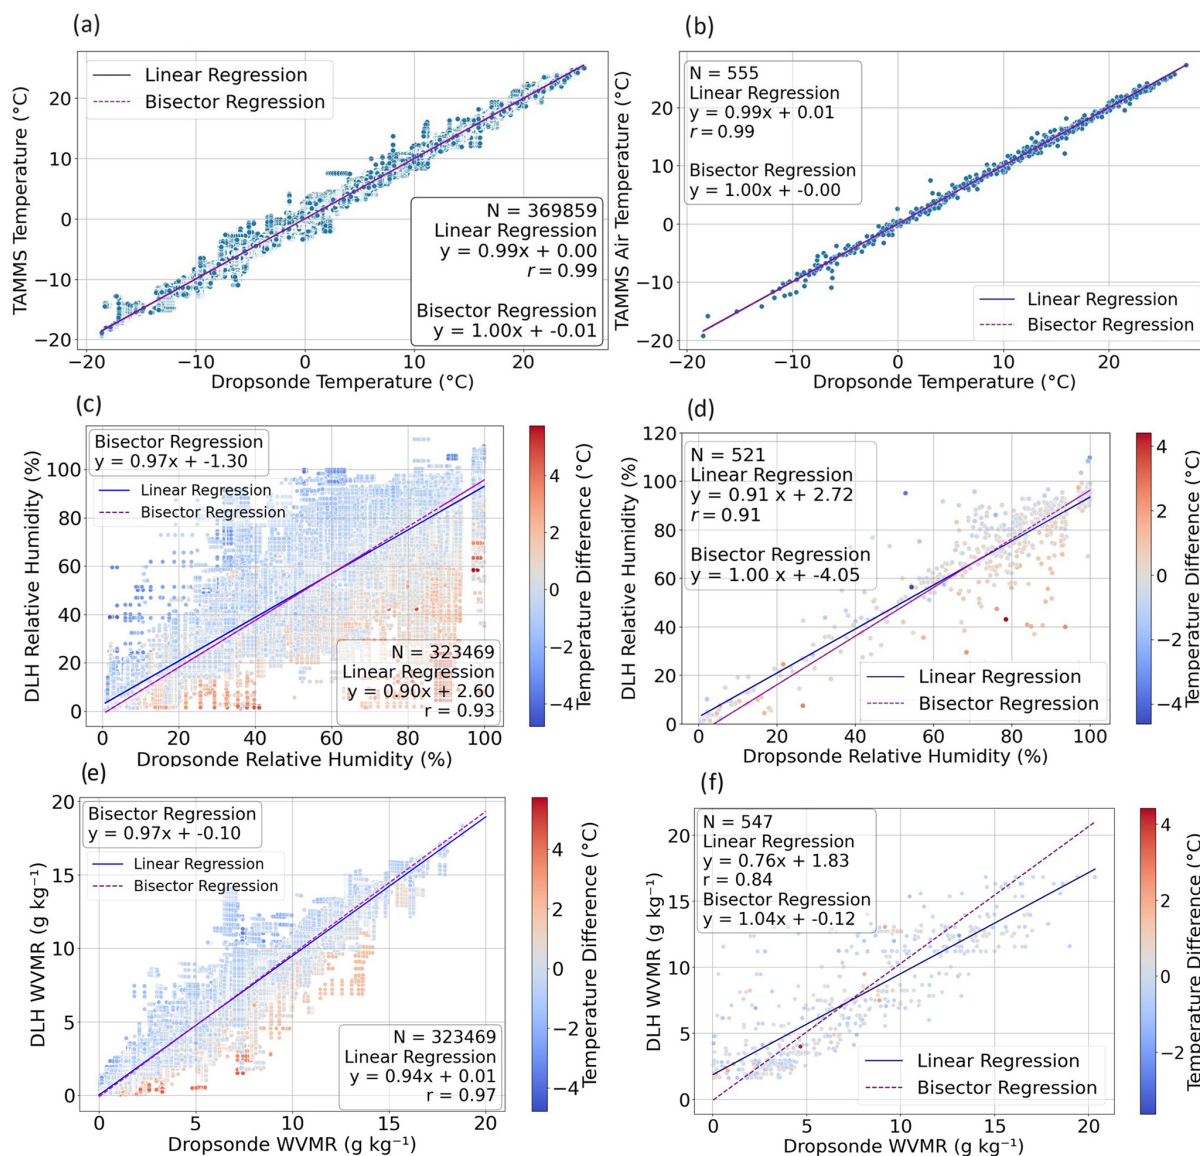 (a)
Linear Regression
Bisector Regression
N = 369859
Linear Regression
y = 0.99x + 0.00
r = 0.99
Bisector Regression
y = 1.00x + -0.01
TAMMS Temperature (°C)
20
10
0
−10
−20
−20
−10
0
10
20
Dropsonde Temperature (°C)
(b)
N = 555
Linear Regression
y = 0.99x + 0.01
r = 0.99
Bisector Regression
y = 1.00x + -0.00
Linear Regression
Bisector Regression
TAMMS Air Temperature (°C)
20
10
0
−10
−20
−20
−10
0
10
20
Dropsonde Temperature (°C)
(c)
Bisector Regression
y = 0.97x + -1.30
Linear Regression
Bisector Regression
N = 323469
Linear Regression
y = 0.90x + 2.60
r = 0.93
DLH Relative Humidity (%)
100
80
60
40
20
0
0
20
40
60
80
100
Dropsonde Relative Humidity (%)
4
2
0
−2
−4
Temperature Difference (°C)
(d)
N = 521
Linear Regression
y = 0.91 x + 2.72
r = 0.91
Bisector Regression
y = 1.00 x + -4.05
Linear Regression
Bisector Regression
DLH Relative Humidity (%)
120
100
80
60
40
20
0
0
20
40
60
80
100
Dropsonde Relative Humidity (%)
4
2
0
−2
−4
Temperature Difference (°C)
(e)
Bisector Regression
y = 0.97x + -0.10
Linear Regression
Bisector Regression
N = 323469
Linear Regression
y = 0.94x + 0.01
r = 0.97
DLH WVMR (g kg⁻¹)
20
15
10
5
0
0
5
10
15
20
Dropsonde WVMR (g kg⁻¹)
4
2
0
−2
−4
Temperature Difference (°C)
(f)
N = 547
Linear Regression
y = 0.76x + 1.83
r = 0.84
Bisector Regression
y = 1.04x + -0.12
Linear Regression
Bisector Regression
DLH WVMR (g kg⁻¹)
20
15
10
5
0
0
5
10
15
20
Dropsonde WVMR (g kg⁻¹)
4
2
0
−2
Temperature Difference (°C)